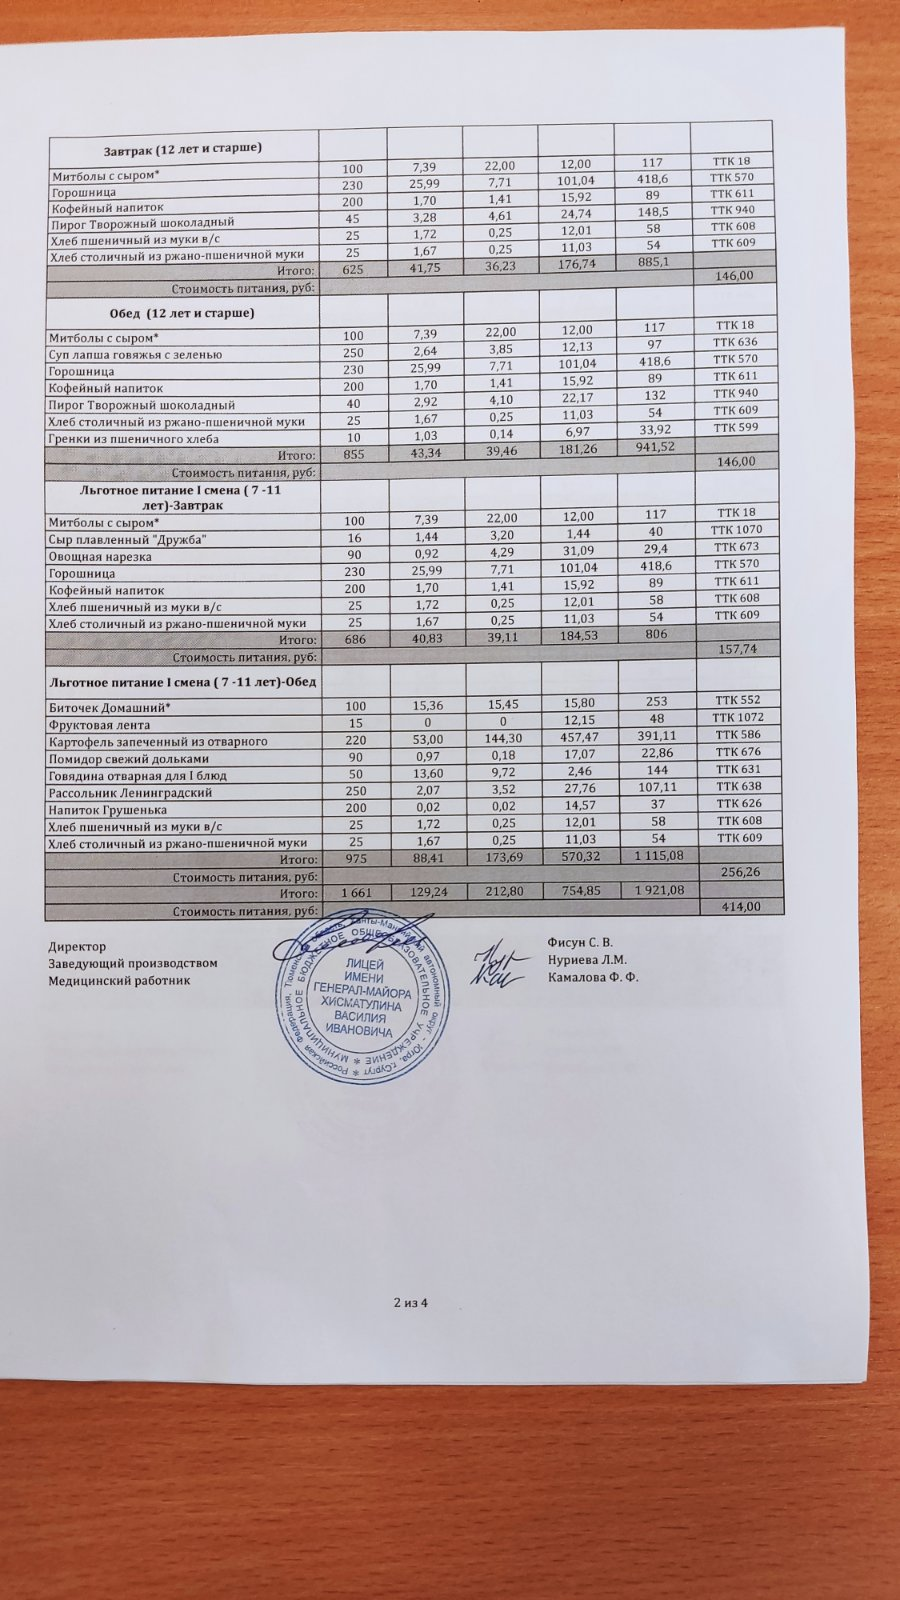 Завтрак (12 лет и старше)
Митболы с сыром* 100 7,39 22,00 12,00 117 ТТК 18
Горошница 230 25,99 7,71 101,04 418,6 ТТК 570
Кофейный напиток 200 1,70 1,41 15,92 89 ТТК 611
Пирог Творожный шоколадный 45 3,28 4,61 24,74 148,5 ТТК 940
Хлеб пшеничный из муки в/с 25 1,72 0,25 12,01 58 ТТК 608
Хлеб столичный из ржано-пшеничной муки 25 1,67 0,25 11,03 54 ТТК 609
Итого: 625 41,75 36,23 176,74 885,1
Стоимость питания, руб: 146,00
Обед (12 лет и старше)
Митболы с сыром* 100 7,39 22,00 12,00 117 ТТК 18
Суп лапша говяжья с зеленью 250 2,64 3,85 12,13 97 ТТК 636
Горошница 230 25,99 7,71 101,04 418,6 ТТК 570
Кофейный напиток 200 1,70 1,41 15,92 89 ТТК 611
Пирог Творожный шоколадный 40 2,92 4,10 22,17 132 ТТК 940
Хлеб столичный из ржано-пшеничной муки 25 1,67 0,25 11,03 54 ТТК 609
Гренки из пшеничного хлеба 10 1,03 0,14 6,97 33,92 ТТК 599
Итого: 855 43,34 39,46 181,26 941,52
Стоимость питания, руб: 146,00
Льготное питание I смена ( 7 -11
лет)-Завтрак
Митболы с сыром* 100 7,39 22,00 12,00 117 ТТК 18
Сыр плавленный "Дружба" 16 1,44 3,20 1,44 40 ТТК 1070
Овощная нарезка 90 0,92 4,29 31,09 29,4 ТТК 673
Горошница 230 25,99 7,71 101,04 418,6 ТТК 570
Кофейный напиток 200 1,70 1,41 15,92 89 ТТК 611
Хлеб пшеничный из муки в/с 25 1,72 0,25 12,01 58 ТТК 608
Хлеб столичный из ржано-пшеничной муки 25 1,67 0,25 11,03 54 ТТК 609
Итого: 686 40,83 39,11 184,53 806
Стоимость питания, руб: 157,74
Льготное питание I смена ( 7 -11 лет)-Обед
Биточек Домашний* 100 15,36 15,45 15,80 253 ТТК 552
Фруктовая лента 15 0 0 12,15 48 ТТК 1072
Картофель запеченный из отварного 220 53,00 144,30 457,47 391,11 ТТК 586
Помидор свежий дольками 90 0,97 0,18 17,07 22,86 ТТК 676
Говядина отварная для I блюд 50 13,60 9,72 2,46 144 ТТК 631
Рассольник Ленинградский 250 2,07 3,52 27,76 107,11 ТТК 638
Напиток Грушенька 200 0,02 0,02 14,57 37 ТТК 626
Хлеб пшеничный из муки в/с 25 1,72 0,25 12,01 58 ТТК 608
Хлеб столичный из ржано-пшеничной муки 25 1,67 0,25 11,03 54 ТТК 609
Итого: 975 88,41 173,69 570,32 1 115,08
Стоимость питания, руб: 256,26
Итого: 1 661 129,24 212,80 754,85 1 921,08
Стоимость питания, руб: 414,00
Директор Фисун С. В.
Заведующий производством Нуриева Л.М.
Медицинский работник Камалова Ф. Ф.
Российская Федерация, Тюменская область, Ханты-Мансийский автономный округ - Югра, г.Сургут
МУНИЦИПАЛЬНОЕ БЮДЖЕТНОЕ ОБЩЕОБРАЗОВАТЕЛЬНОЕ УЧРЕЖДЕНИЕ
ЛИЦЕЙ
ИМЕНИ
ГЕНЕРАЛ-МАЙОРА
ХИСМАТУЛИНА
ВАСИЛИЯ
ИВАНОВИЧА
2 из 4